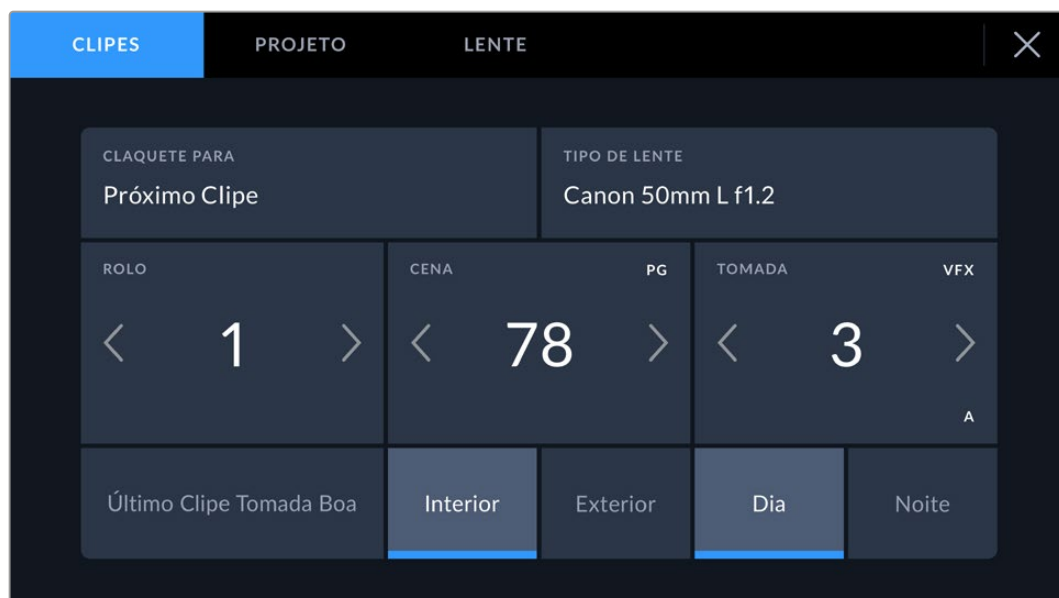 CLIPES PROJETO LENTE
CLAQUETE PARA TIPO DE LENTE
Próximo Clipe Canon 50mm L f1.2
ROLO CENA PG TOMADA VFX
1 78 3
A
Último Clipe Tomada Boa Interior Exterior Dia Noite